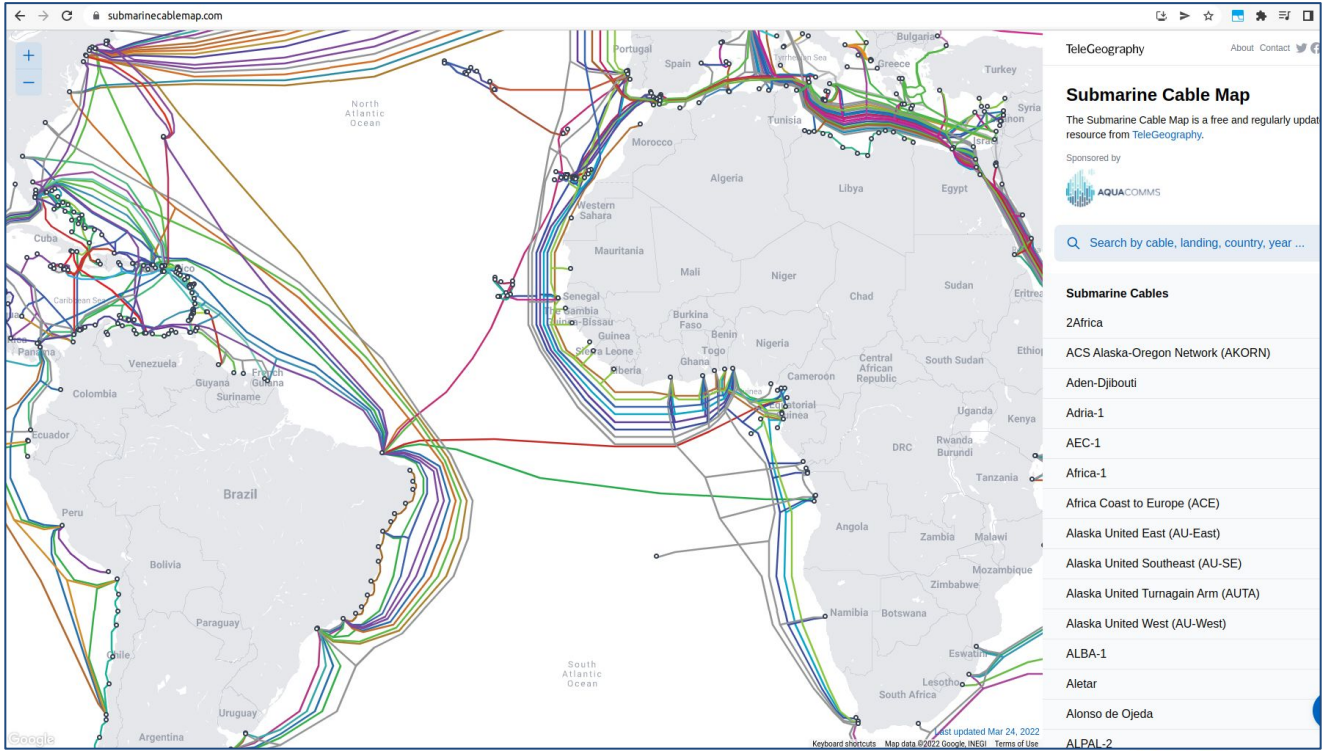 submarinecablemap.com
+
−
TeleGeography
About Contact
Submarine Cable Map
The Submarine Cable Map is a free and regularly updat
resource from TeleGeography.
Sponsored by
AQUACOMMS
Search by cable, landing, country, year ...
Submarine Cables
2Africa
ACS Alaska-Oregon Network (AKORN)
Aden-Djibouti
Adria-1
AEC-1
Africa-1
Africa Coast to Europe (ACE)
Alaska United East (AU-East)
Alaska United Southeast (AU-SE)
Alaska United Turnagain Arm (AUTA)
Alaska United West (AU-West)
ALBA-1
Aletar
Alonso de Ojeda
ALPAL-2
North
Atlantic
Ocean
Portugal
Spain
Tyrrhenian Sea
Bulgaria
Greece
Turkey
Syria
Tunisia
Morocco
Algeria
Libya
Egypt
Western
Sahara
Mauritania
Mali
Niger
Chad
Sudan
Eritrea
Senegal
The Gambia
Guinea-Bissau
Guinea
Sierra Leone
Liberia
Burkina
Faso
Benin
Togo
Ghana
Nigeria
Cameroon
Central
African
Republic
South Sudan
Ethiop
Equatorial
Guinea
Uganda
Kenya
DRC
Rwanda
Burundi
Tanzania
Angola
Zambia
Malawi
Mozambique
Zimbabwe
Namibia
Botswana
Eswatini
Lesotho
South Africa
Cuba
Caribbean Sea
Panama
Venezuela
Colombia
Guyana
Suriname
French
Guiana
Ecuador
Peru
Brazil
Bolivia
Paraguay
Chile
Uruguay
Argentina
South
Atlantic
Ocean
Google
Last updated Mar 24, 2022
Keyboard shortcuts Map data ©2022 Google, INEGI Terms of Use